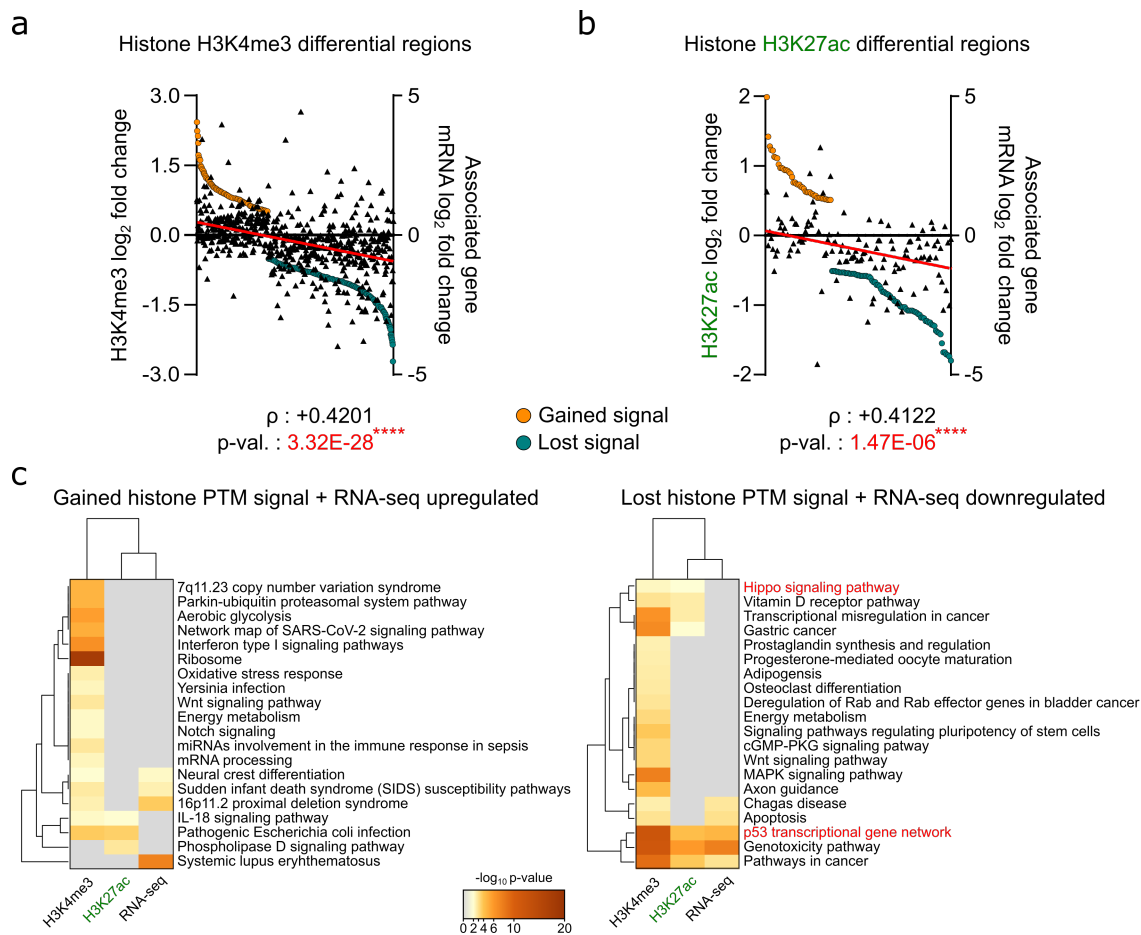 a
Histone H3K4me3 differential regions
3.0
1.5
0.0
-1.5
-3.0
H3K4me3 log2 fold change
5
0
-5
Associated gene
mRNA log2 fold change
ρ : +0.4201
p-val. : 3.32E-28****
b
Histone H3K27ac differential regions
2
1
0
-1
-2
H3K27ac log2 fold change
5
0
-5
Associated gene
mRNA log2 fold change
ρ : +0.4122
p-val. : 1.47E-06****
Gained signal
Lost signal
c
Gained histone PTM signal + RNA-seq upregulated
7q11.23 copy number variation syndrome
Parkin-ubiquitin proteasomal system pathway
Aerobic glycolysis
Network map of SARS-CoV-2 signaling pathway
Interferon type I signaling pathways
Ribosome
Oxidative stress response
Yersinia infection
Wnt signaling pathway
Energy metabolism
Notch signaling
miRNAs involvement in the immune response in sepsis
mRNA processing
Neural crest differentiation
Sudden infant death syndrome (SIDS) susceptibility pathways
16p11.2 proximal deletion syndrome
IL-18 signaling pathway
Pathogenic Escherichia coli infection
Phospholipase D signaling pathway
Systemic lupus eryhthematosus
H3K4me3
H3K27ac
RNA-seq
Lost histone PTM signal + RNA-seq downregulated
Hippo signaling pathway
Vitamin D receptor pathway
Transcriptional misregulation in cancer
Gastric cancer
Prostaglandin synthesis and regulation
Progesterone-mediated oocyte maturation
Adipogensis
Osteoclast differentiation
Deregulation of Rab and Rab effector genes in bladder cancer
Energy metabolism
Signaling pathways regulating pluripotency of stem cells
cGMP-PKG signaling patway
Wnt signaling pathway
MAPK signaling pathway
Axon guidance
Chagas disease
Apoptosis
p53 transcriptional gene network
Genotoxicity pathway
Pathways in cancer
H3K4me3
H3K27ac
RNA-seq
-log10 p-value
0 2 4 6 10 20